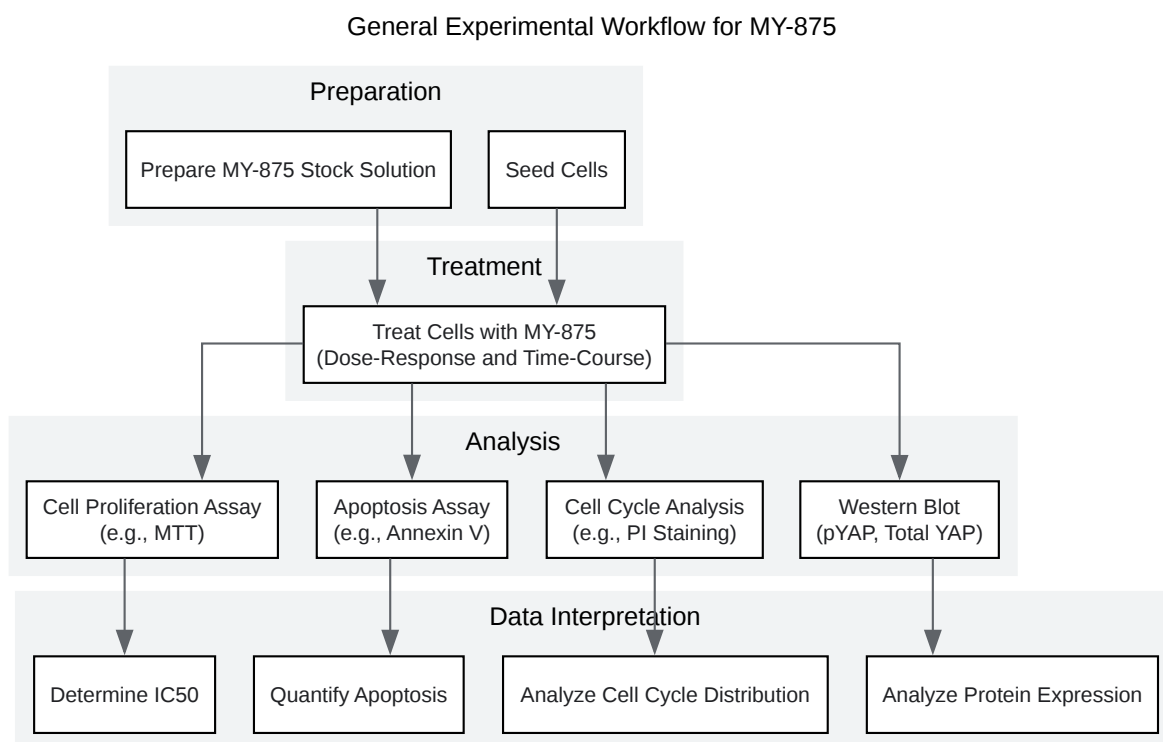 General Experimental Workflow for MY-875
Preparation
Prepare MY-875 Stock Solution
Seed Cells
Treatment
Treat Cells with MY-875
(Dose-Response and Time-Course)
Analysis
Cell Proliferation Assay
(e.g., MTT)
Apoptosis Assay
(e.g., Annexin V)
Cell Cycle Analysis
(e.g., PI Staining)
Western Blot
(pYAP, Total YAP)
Data Interpretation
Determine IC50
Quantify Apoptosis
Analyze Cell Cycle Distribution
Analyze Protein Expression